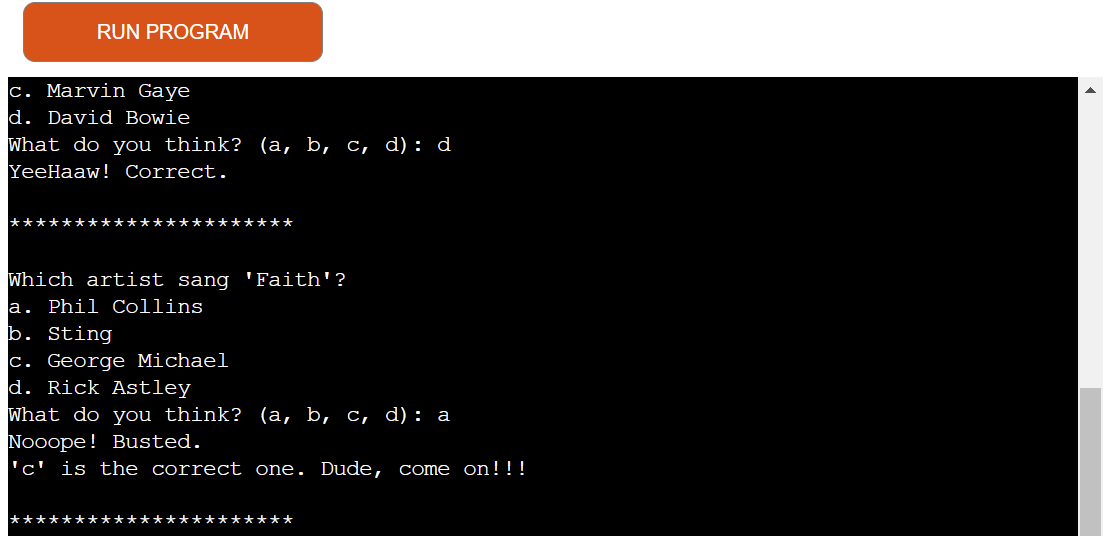 RUN PROGRAM
c. Marvin Gaye
d. David Bowie
What do you think? (a, b, c, d): d
YeeHaaw! Correct.
**********************
Which artist sang 'Faith'?
a. Phil Collins
b. Sting
c. George Michael
d. Rick Astley
What do you think? (a, b, c, d): a
Nooope! Busted.
'c' is the correct one. Dude, come on!!!
**********************